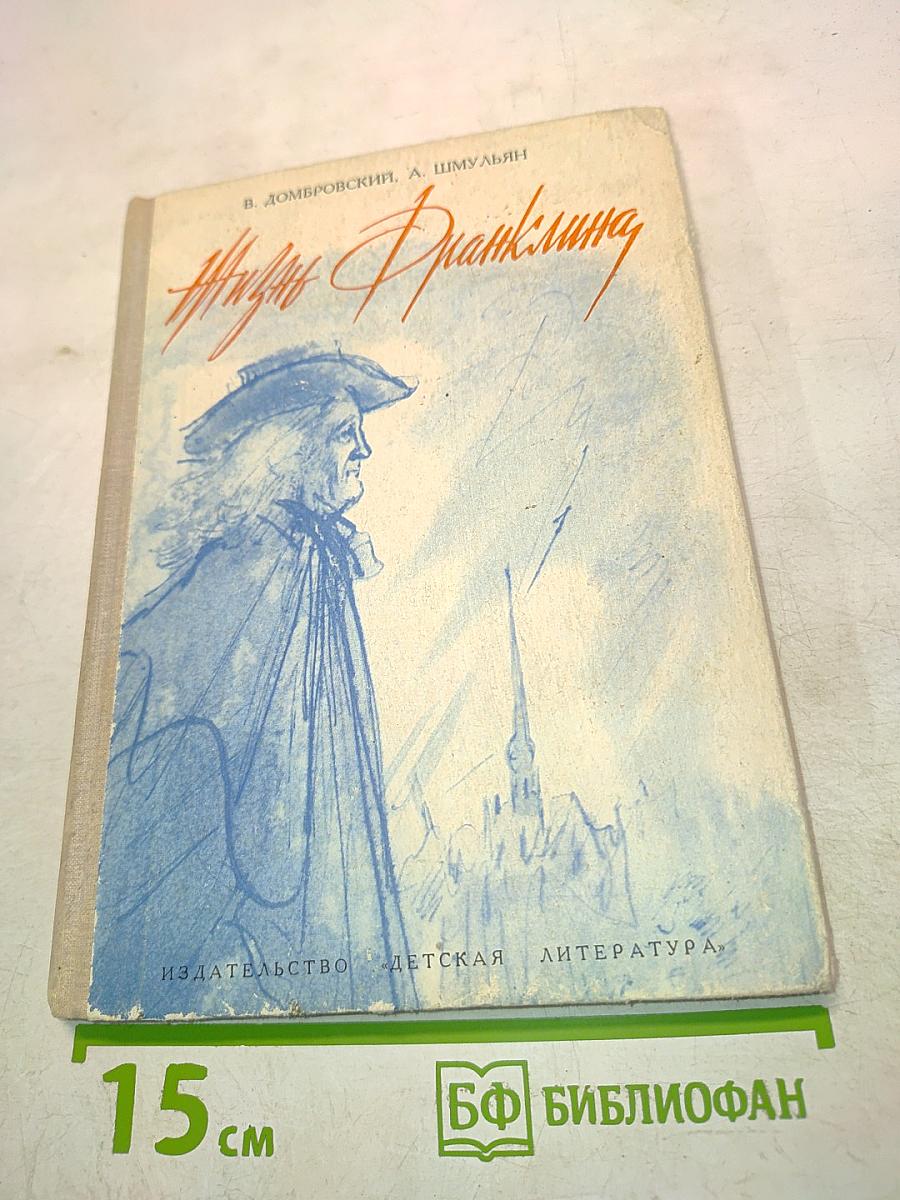 В. ДОМБРОВСКИЙ, А. ШМУЛЬЯН
Жизнь Франклина
ИЗДАТЕЛЬСТВО «ДЕТСКАЯ ЛИТЕРАТУРА»
15 см
БФ БИБЛИОФАН